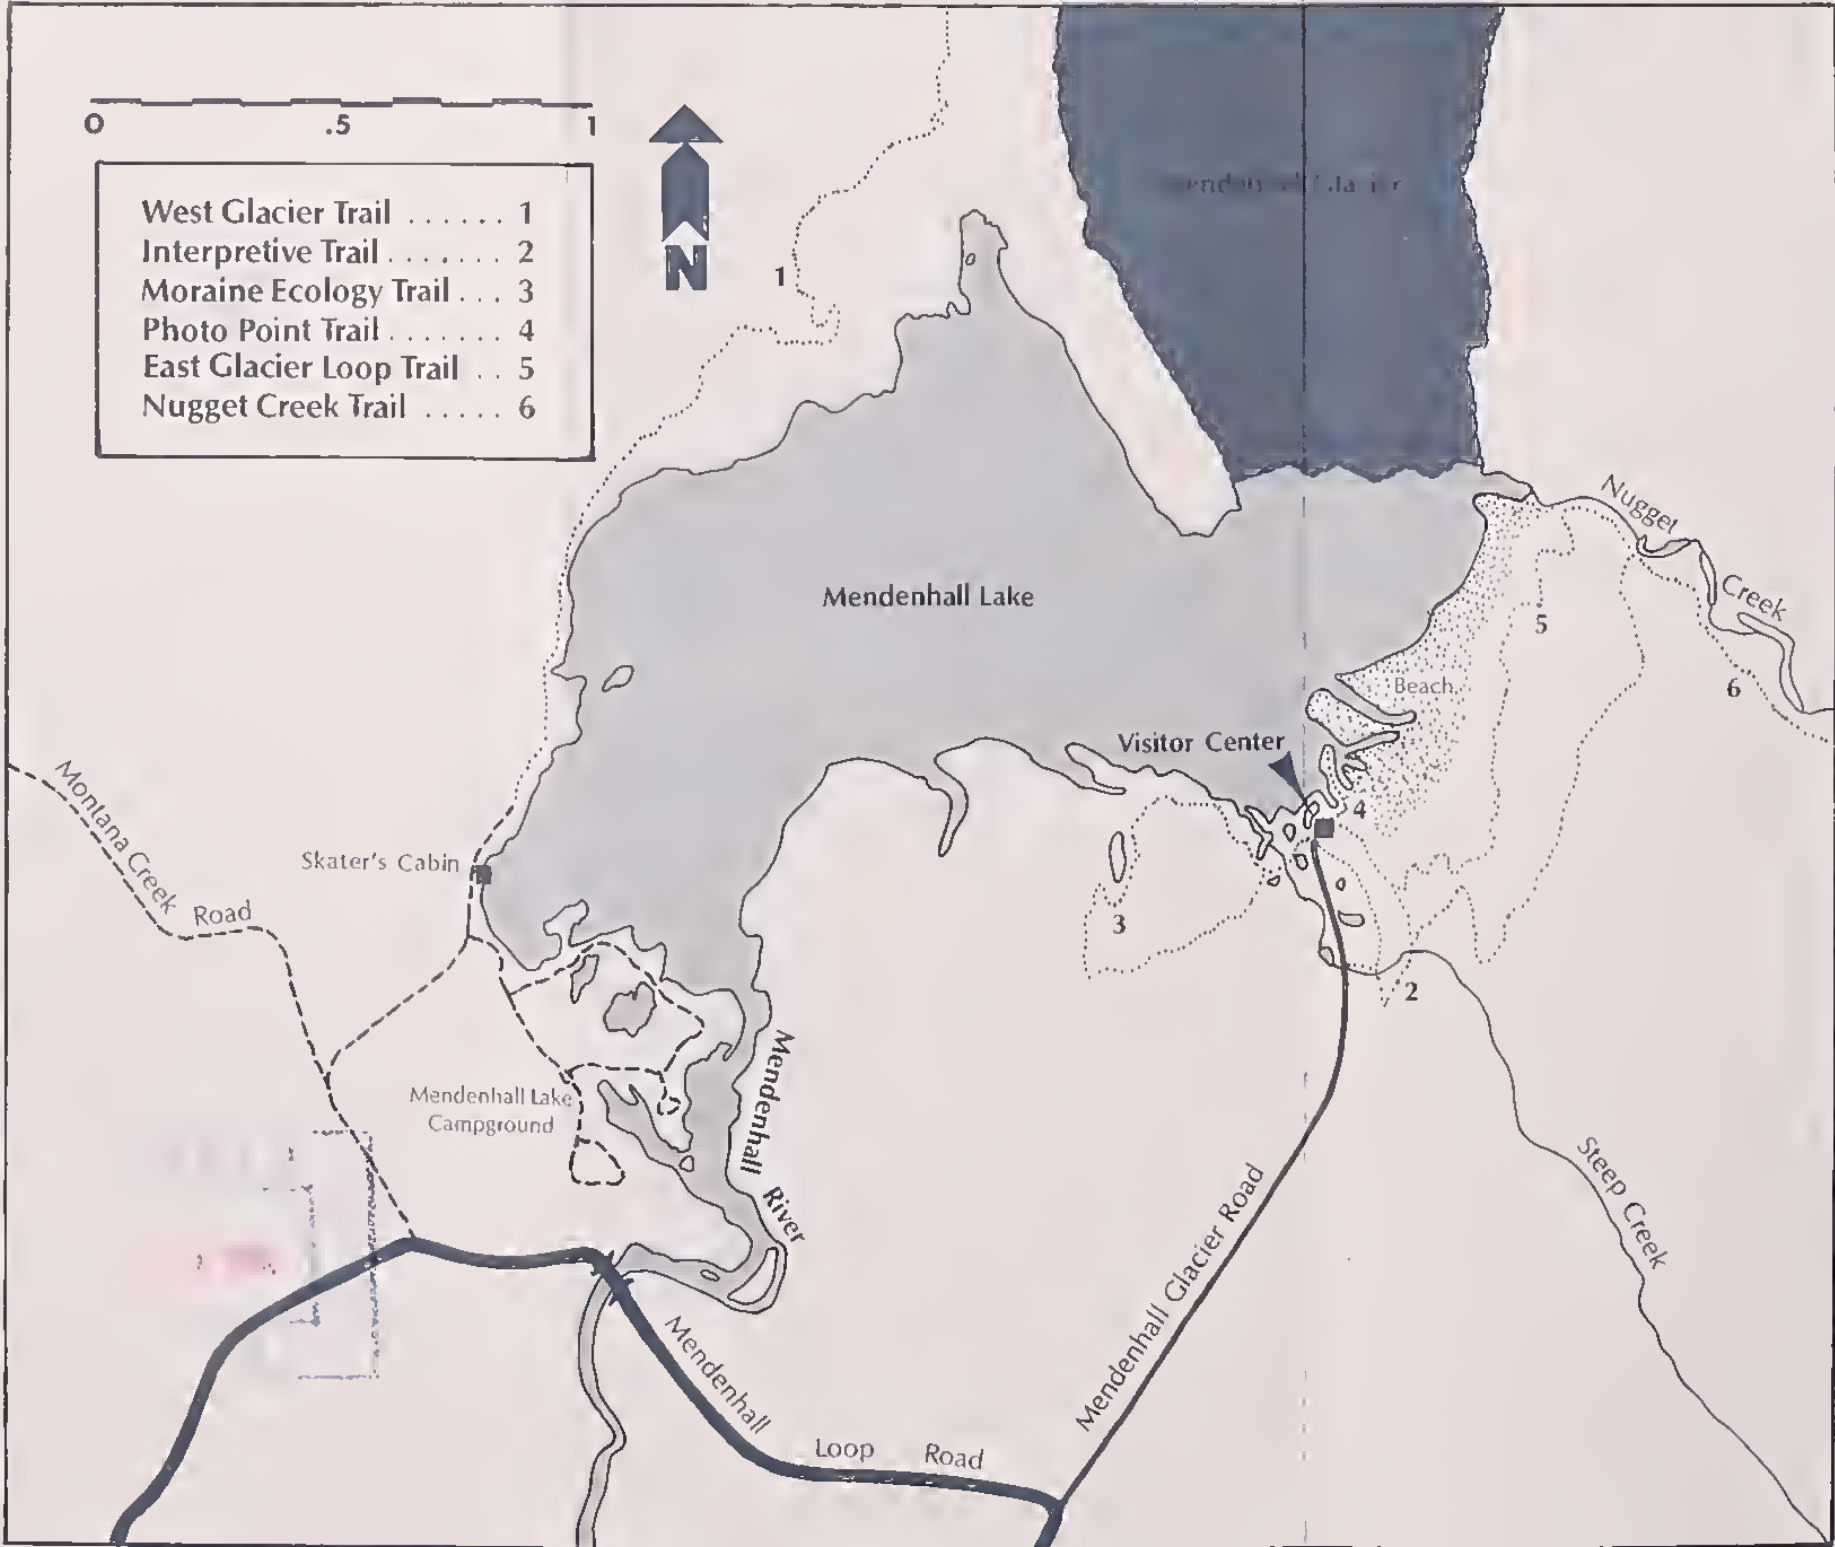 0 .5 1
West Glacier Trail ...... 1
Interpretive Trail ....... 2
Moraine Ecology Trail ... 3
Photo Point Trail ....... 4
East Glacier Loop Trail .. 5
Nugget Creek Trail ..... 6
N
1
Nugget
Creek
Mendenhall Lake
5
6
Beach
Visitor Center
4
Montana Creek
Road
Skater's Cabin
3
2
Mendenhall
River
Mendenhall Lake
Campground
Steep Creek
Mendenhall Glacier Road
Mendenhall
Loop Road